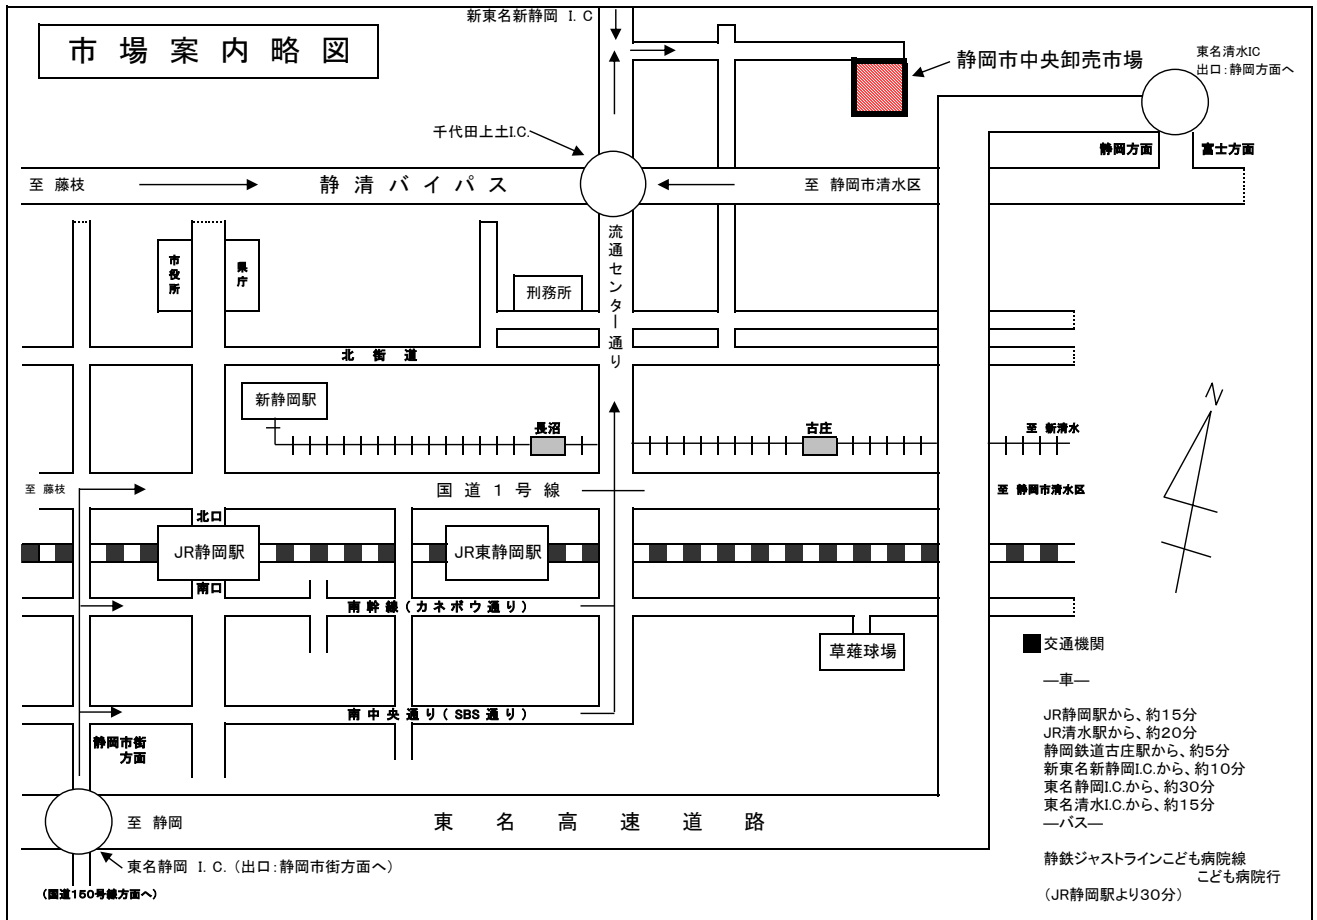 市場案内略図
新東名新静岡 I.C
静岡市中央卸売市場
東名清水IC
出口:静岡方面へ
千代田上土I.C.
静岡方面
富士方面
至 藤枝
静清バイパス
至 静岡市清水区
流通センター通り
市役所
県庁
刑務所
北街道
新静岡駅
長沼
古庄
至 新清水
N
至 藤枝
国道1号線
至 静岡市清水区
北口
JR静岡駅
JR東静岡駅
南口
南幹線(カネボウ通り)
草薙球場
南中央通り(SBS通り)
静岡市街
方面
至 静岡
東名高速道路
東名静岡 I.C.(出口:静岡市街方面へ)
(国道150号線方面へ)
■交通機関
―車―
JR静岡駅から、約15分
JR清水駅から、約20分
静岡鉄道古庄駅から、約5分
新東名新静岡I.C.から、約10分
東名静岡I.C.から、約30分
東名清水I.C.から、約15分
―バス―
静鉄ジャストラインこども病院線
こども病院行
(JR静岡駅より30分)